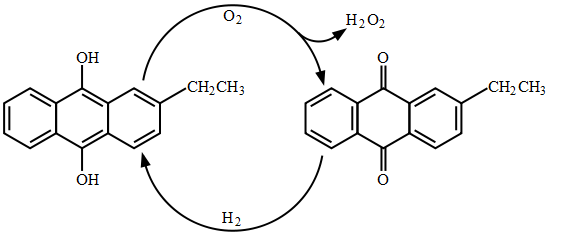 O₂
H₂O₂
OH
CH₂CH₃
OH
O
CH₂CH₃
O
H₂